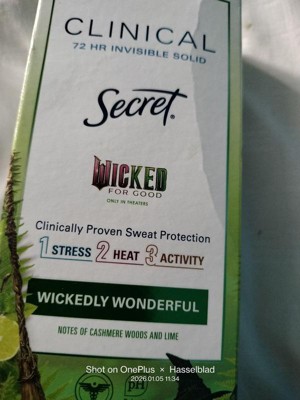 CLINICAL
72 HR INVISIBLE SOLID
Secret®
WICKED
FOR GOOD
ONLY IN THEATERS
Clinically Proven Sweat Protection
1 STRESS 2 HEAT 3 ACTIVITY
WICKEDLY WONDERFUL
NOTES OF CASHMERE WOODS AND LIME
pH
Shot on OnePlus × Hasselblad
2026.01.05 11:34